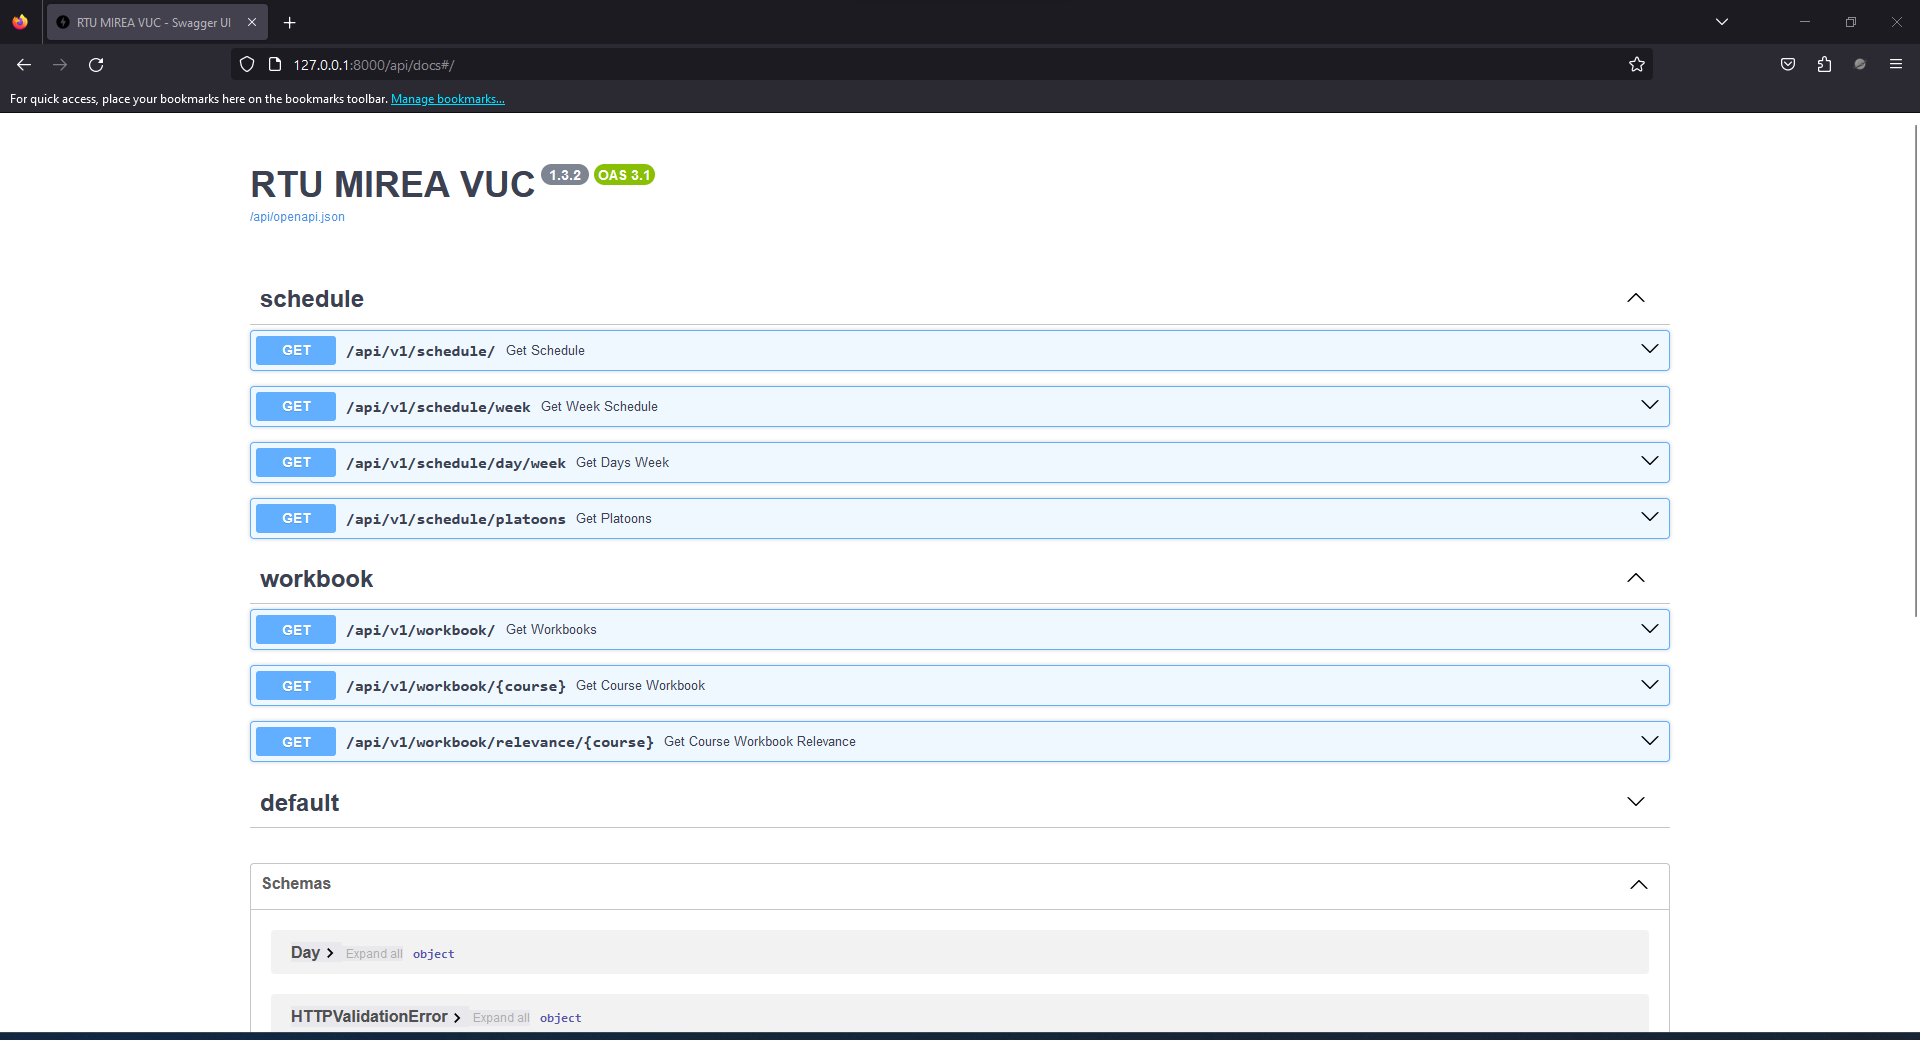 RTU MIREA VUC - Swagger UI
127.0.0.1:8000/api/docs#/
For quick access, place your bookmarks here on the bookmarks toolbar. Manage bookmarks...
RTU MIREA VUC 1.3.2 OAS 3.1
/api/openapi.json
schedule
GET /api/v1/schedule/ Get Schedule
GET /api/v1/schedule/week Get Week Schedule
GET /api/v1/schedule/day/week Get Days Week
GET /api/v1/schedule/platoons Get Platoons
workbook
GET /api/v1/workbook/ Get Workbooks
GET /api/v1/workbook/{course} Get Course Workbook
GET /api/v1/workbook/relevance/{course} Get Course Workbook Relevance
default
Schemas
Day Expand all object
HTTPValidationError Expand all object